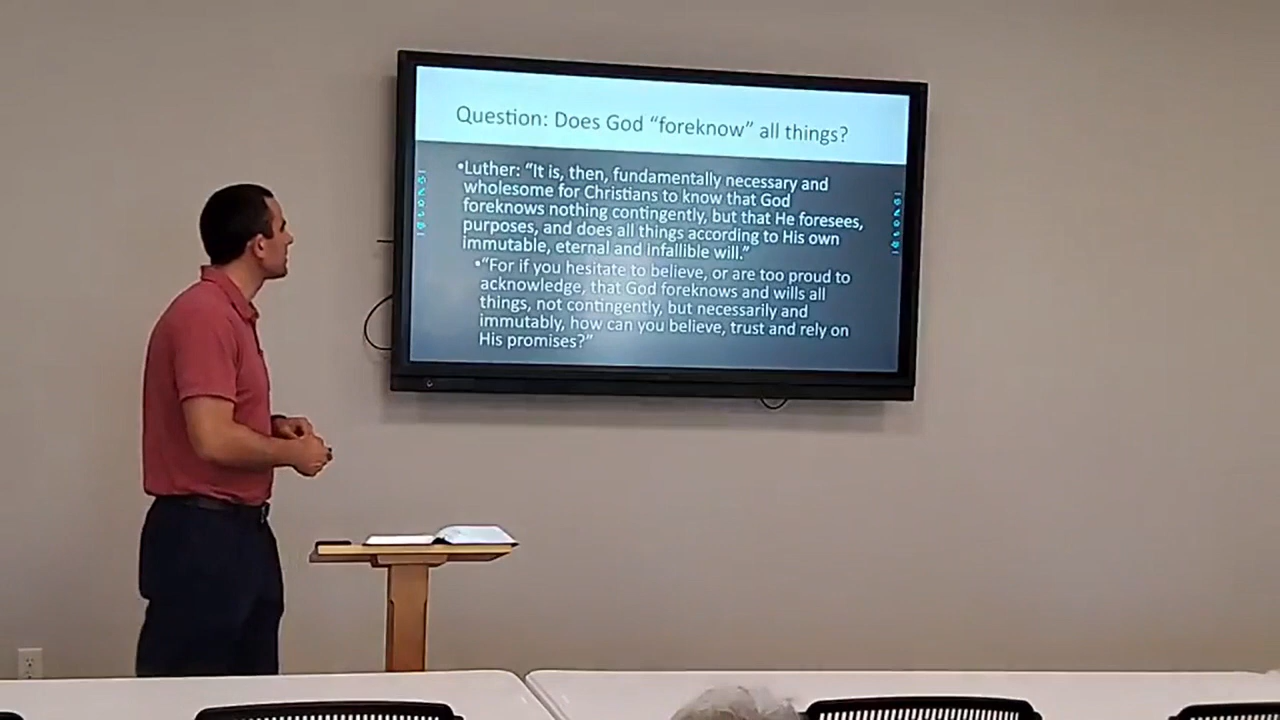 Question: Does God “foreknow” all things?
•Luther: “It is, then, fundamentally necessary and
wholesome for Christians to know that God
foreknows nothing contingently, but that He foresees,
purposes, and does all things according to His own
immutable, eternal and infallible will.”
•“For if you hesitate to believe, or are too proud to
acknowledge, that God foreknows and wills all
things, not contingently, but necessarily and
immutably, how can you believe, trust and rely on
His promises?”